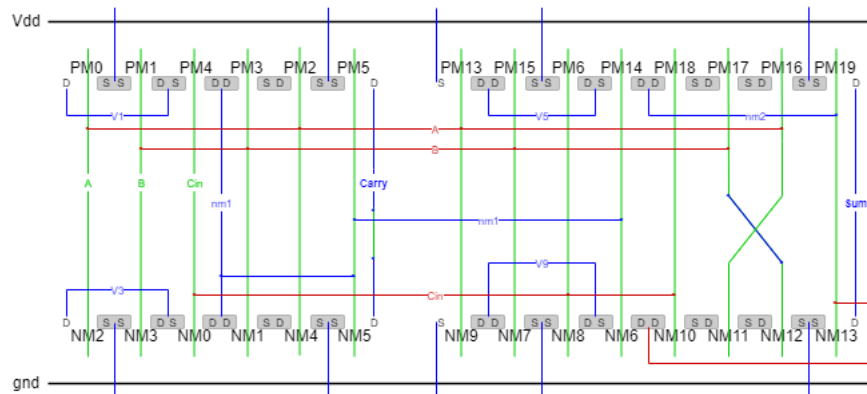 Vdd
PM0 PM1 PM4 PM3 PM2 PM5 PM13 PM15 PM6 PM14 PM18 PM17 PM16 PM19
D S S D S D D S D S S D S D D S S D S D D S D S D S S D
V1 V5 nm2
A
B
A B Cin Carry
nm1 Sum
nm1
V9
V3 Cin
D S S D S D D S D S S D S D D S S D S D D S D S D S S D
NM2 NM3 NM0 NM1 NM4 NM5 NM9 NM7 NM8 NM6 NM10 NM11 NM12 NM13
gnd